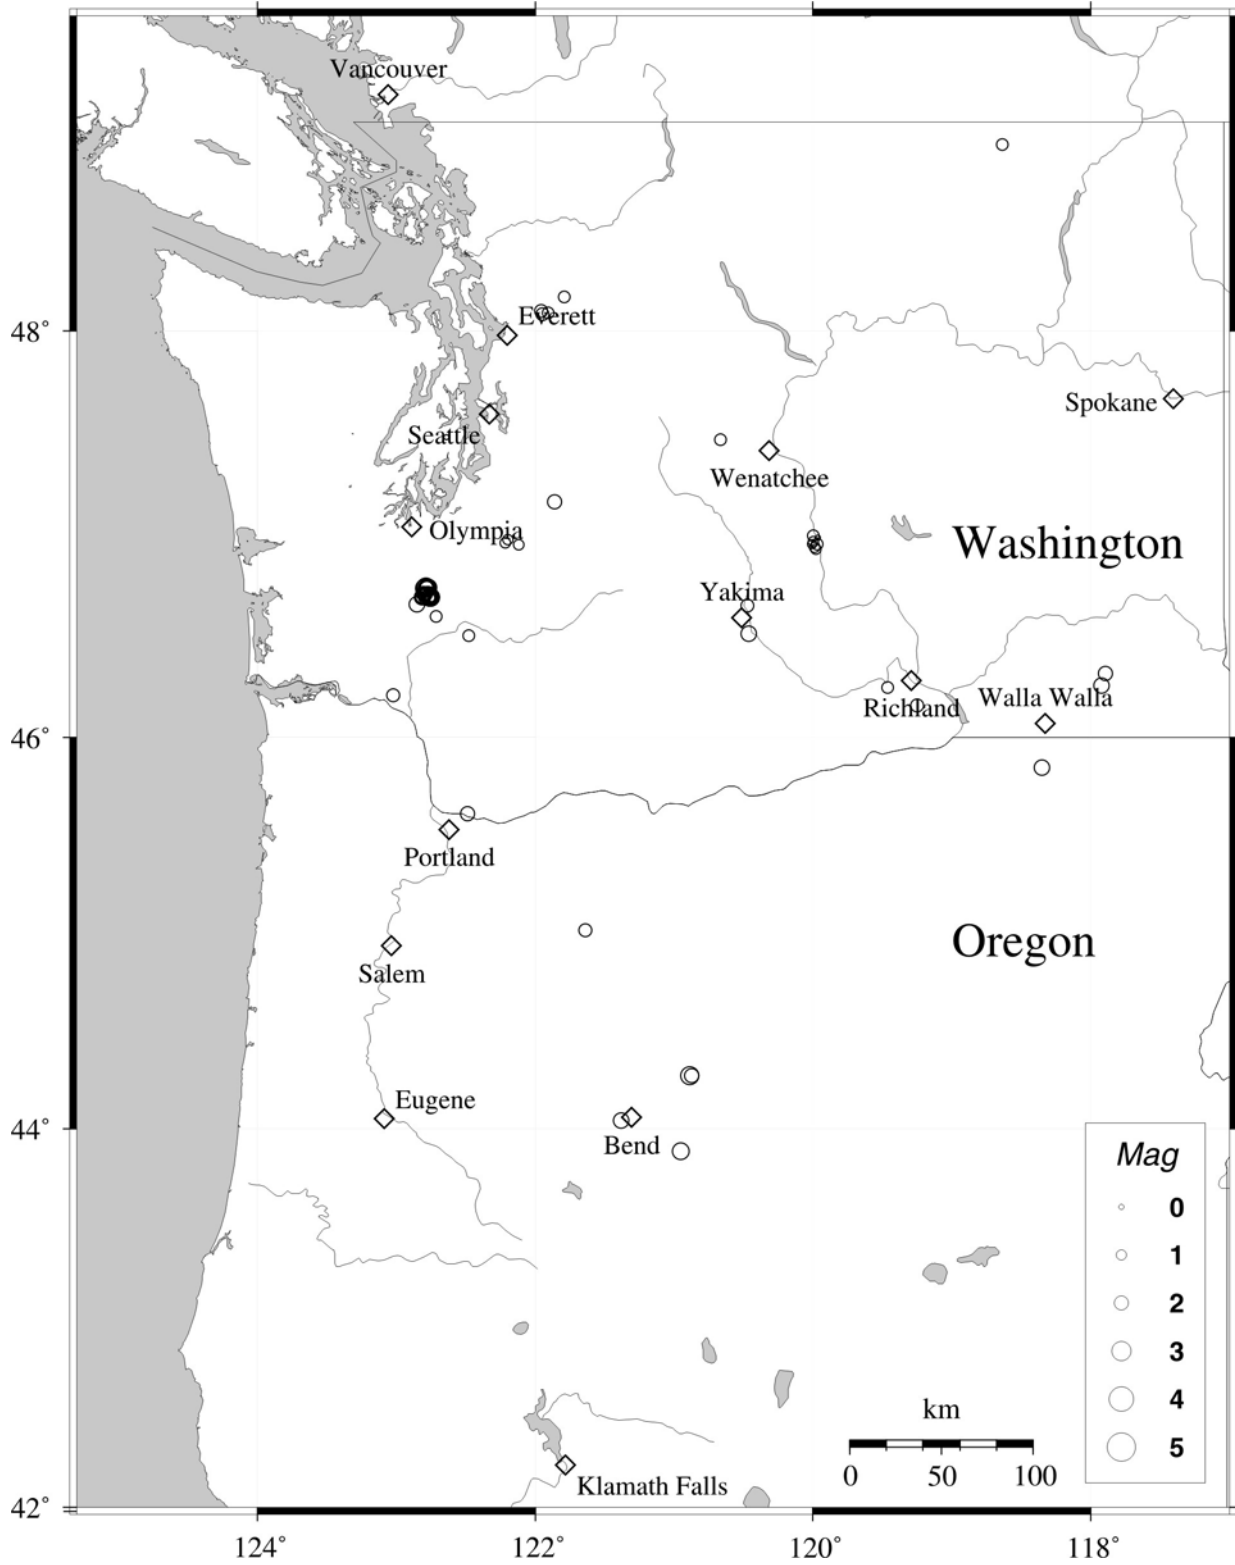 Vancouver
Everett
48°
Spokane
Seattle
Wenatchee
Olympia
Washington
Yakima
Walla Walla
Richland
46°
Portland
Oregon
Salem
Eugene
44°
Bend
Mag
0
1
2
3
4
5
km
0 50 100
Klamath Falls
42°
124° 122° 120° 118°